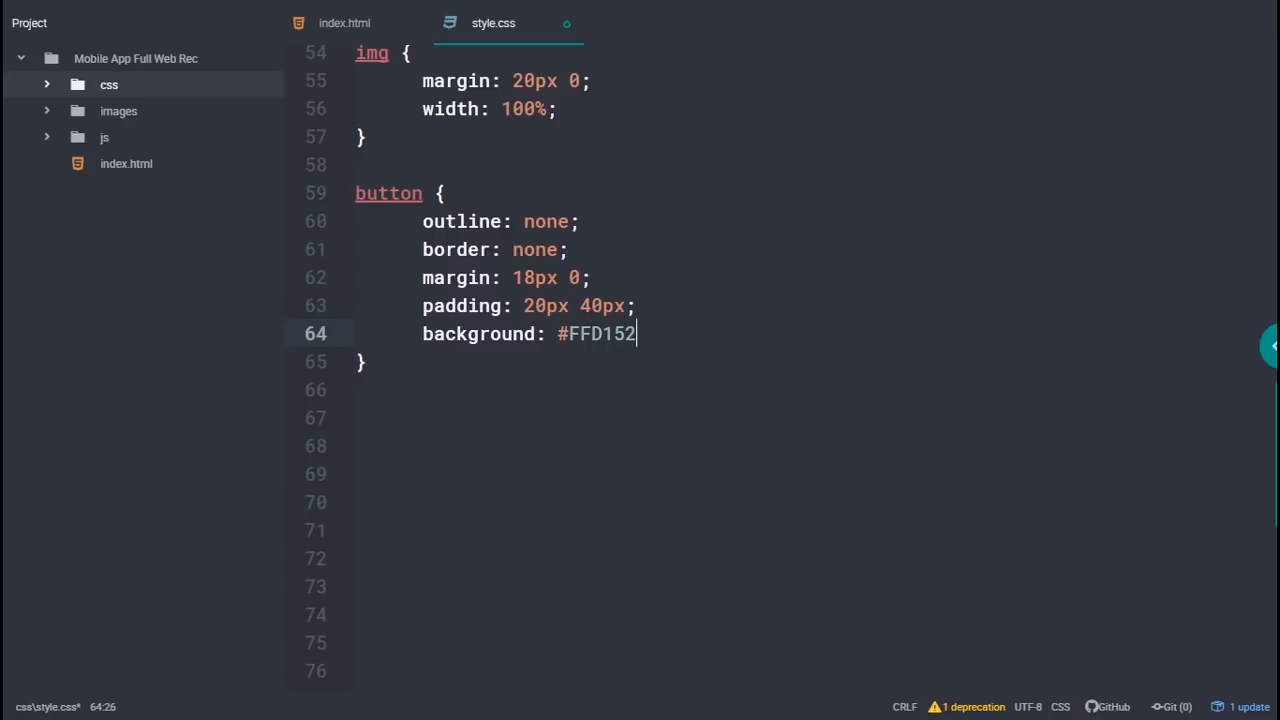 Project
index.html
style.css
Mobile App Full Web Rec
css
images
js
index.html
54 img {
55 margin: 20px 0;
56 width: 100%;
57 }
58
59 button {
60 outline: none;
61 border: none;
62 margin: 18px 0;
63 padding: 20px 40px;
64 background: #FFD152
65 }
66
67
68
69
70
71
72
73
74
75
76
css\style.css* 64:26 CRLF 1 deprecation UTF-8 CSS GitHub Git (0) 1 update